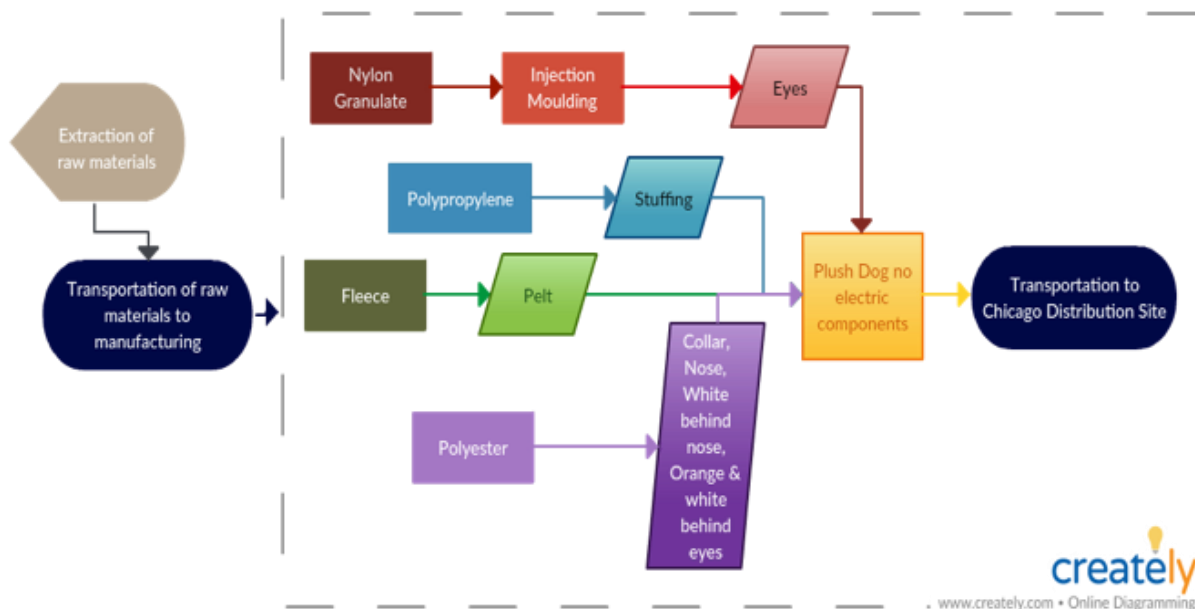 Extraction of
raw materials
Transportation of raw
materials to
manufacturing
Nylon
Granulate
Injection
Moulding
Eyes
Polypropylene
Stuffing
Fleece
Pelt
Polyester
Collar,
Nose,
White
behind
nose,
Orange &
white
behind
eyes
Plush Dog no
electric
components
Transportation to
Chicago Distribution Site
creately
www.creately.com • Online Diagramming